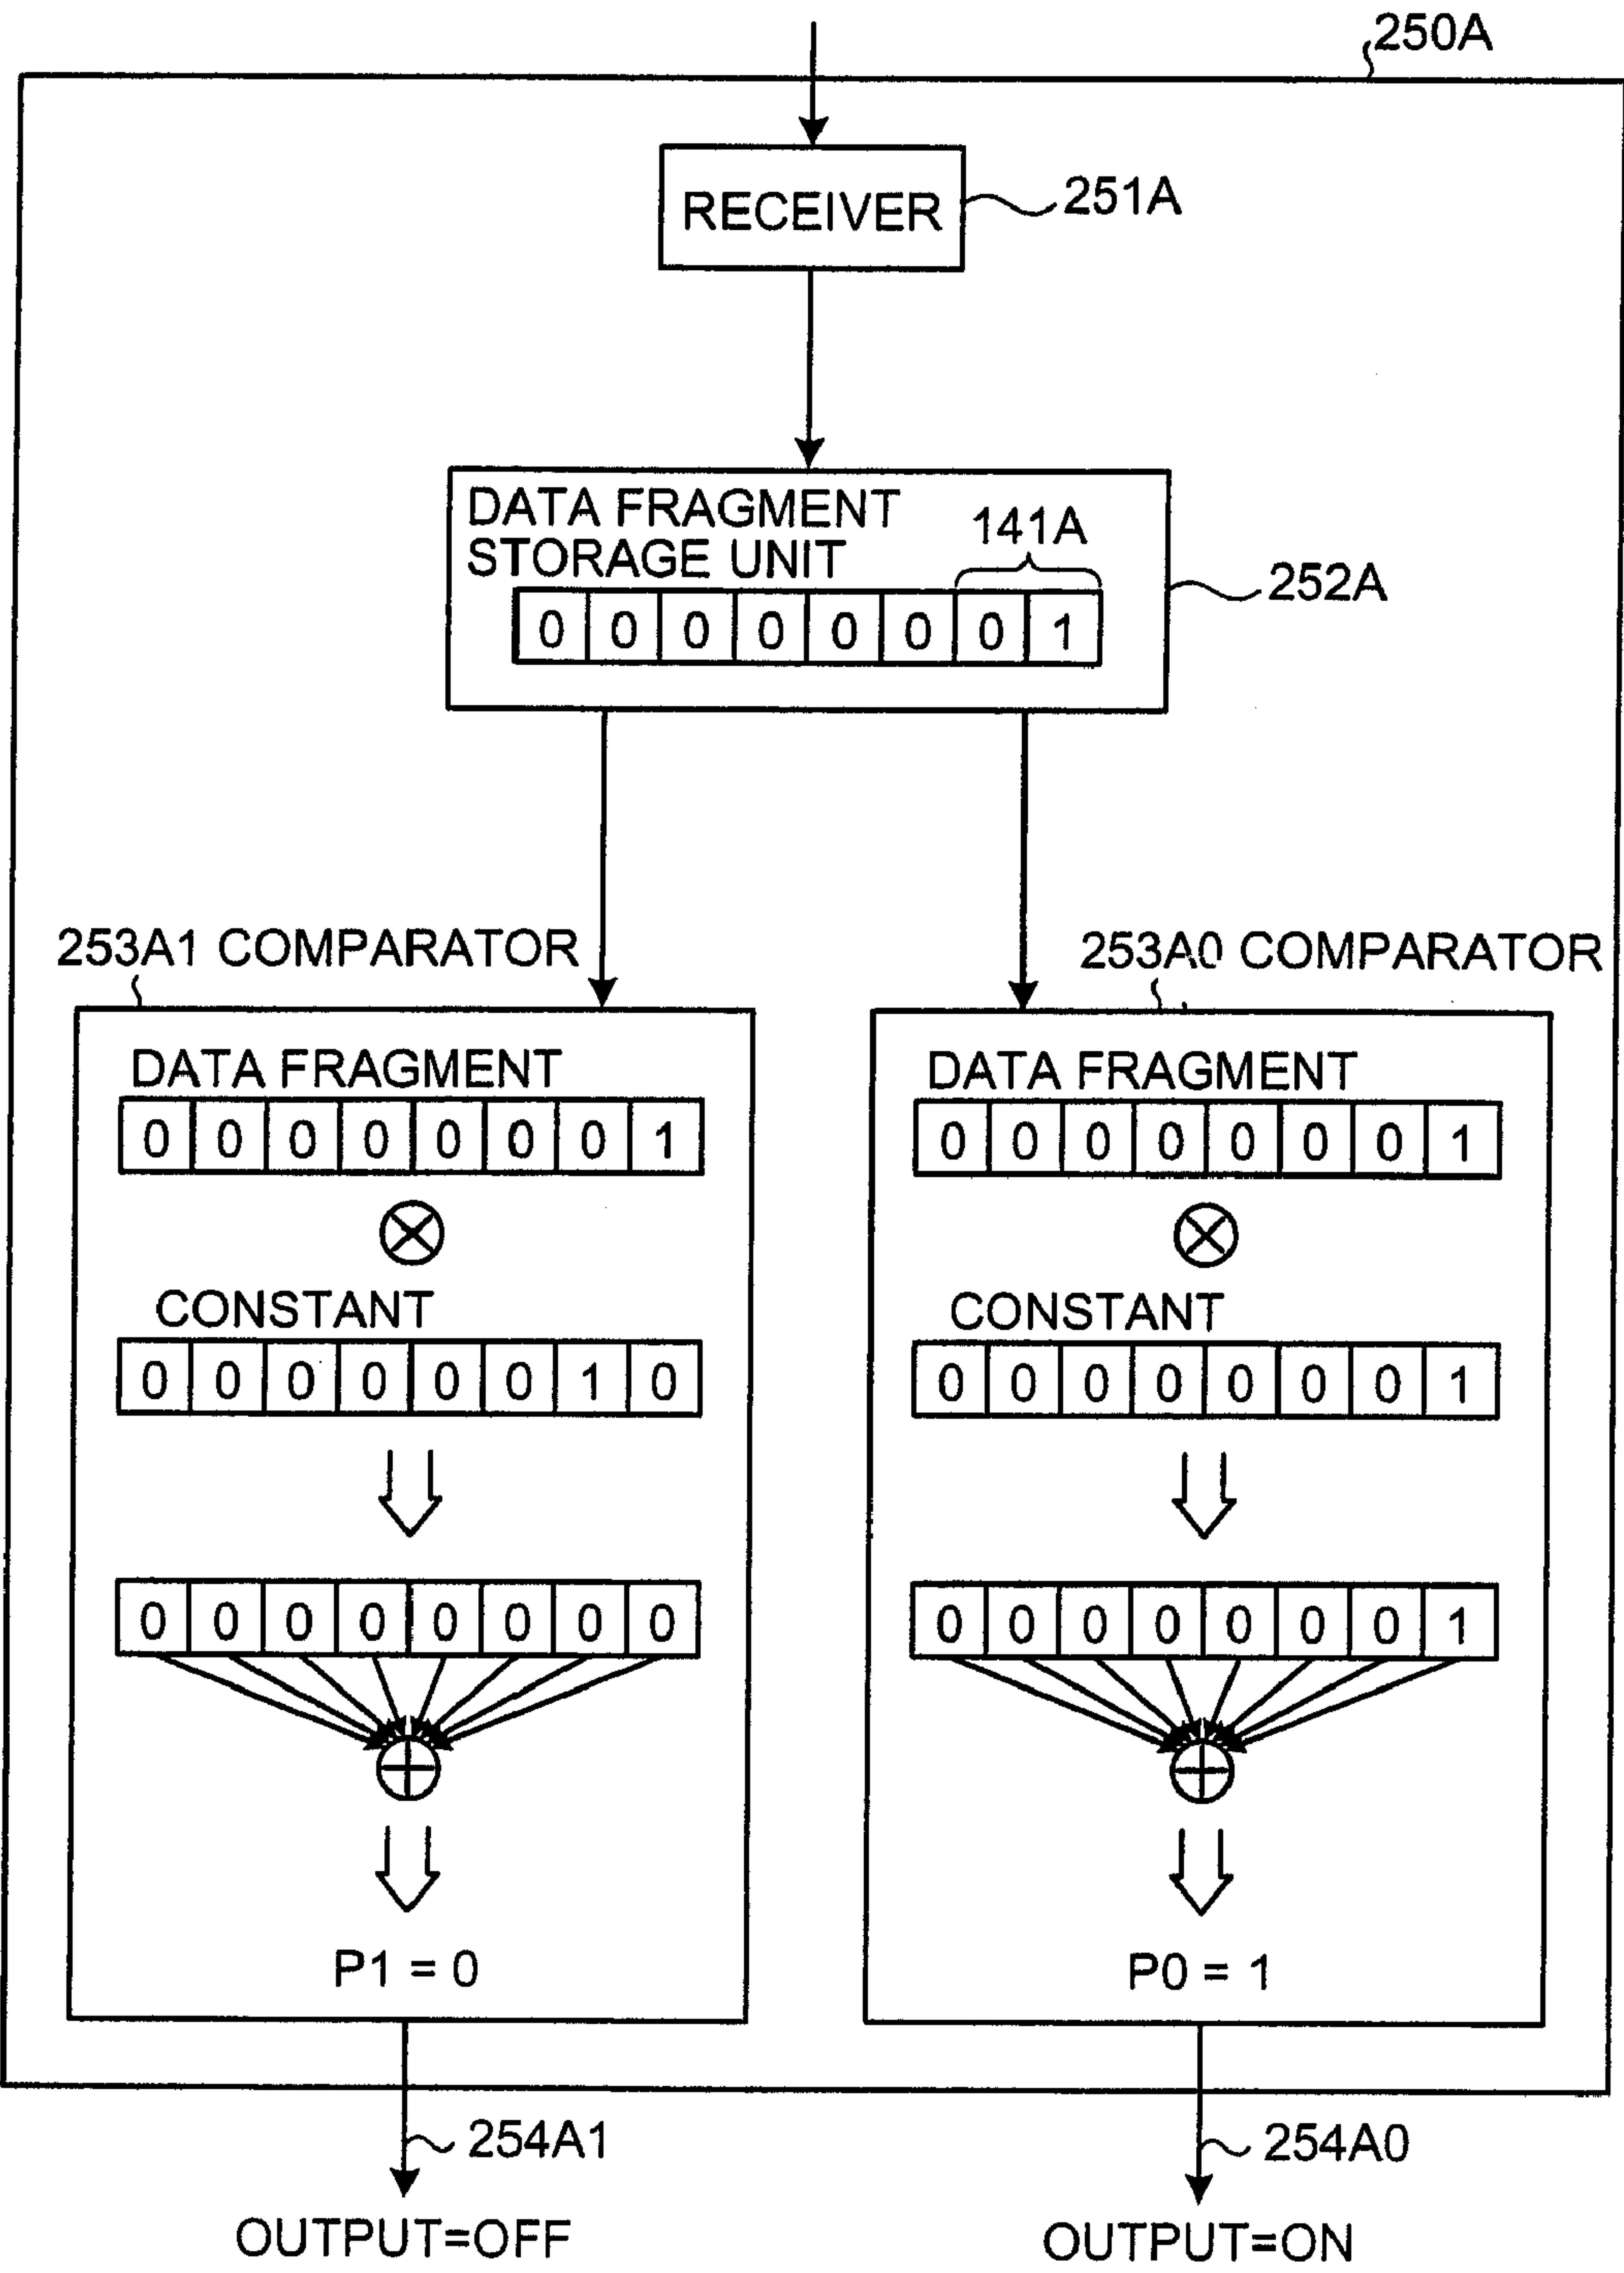 250A
RECEIVER
251A
DATA FRAGMENT
STORAGE UNIT
141A
0 0 0 0 0 0 0 1
252A
253A1 COMPARATOR
DATA FRAGMENT
0 0 0 0 0 0 0 1
⊗
CONSTANT
0 0 0 0 0 0 1 0
0 0 0 0 0 0 0 0
⊕
P1 = 0
254A1
OUTPUT=OFF
253A0 COMPARATOR
DATA FRAGMENT
0 0 0 0 0 0 0 1
⊗
CONSTANT
0 0 0 0 0 0 0 1
0 0 0 0 0 0 0 1
⊕
P0 = 1
254A0
OUTPUT=ON